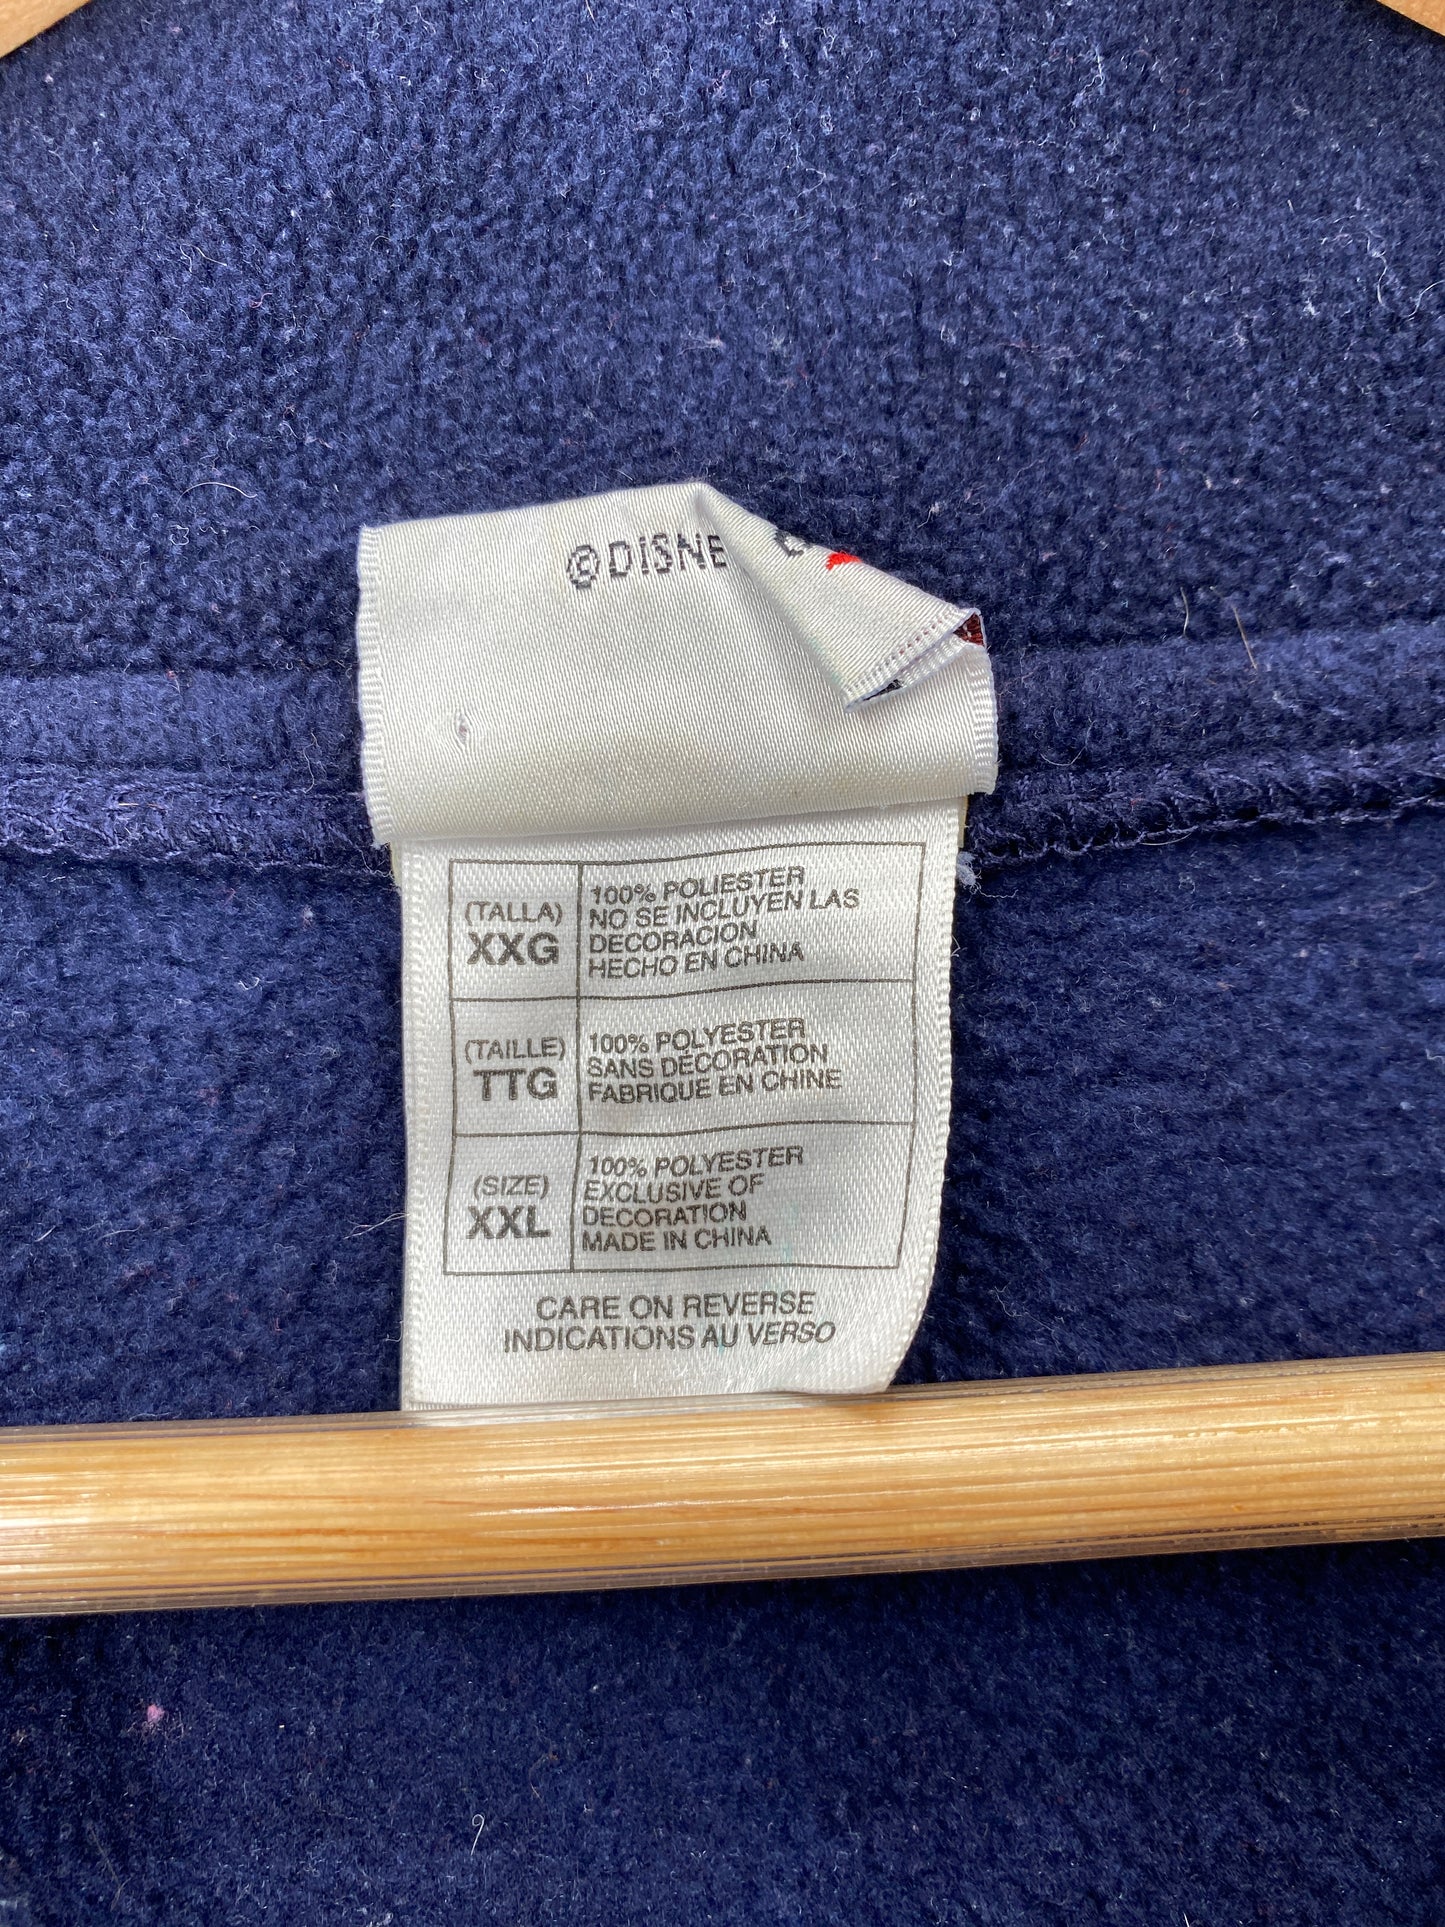 ©DISNE
(TALLA)
XXG
100% POLIESTER
NO SE INCLUYEN LAS
DECORACION
HECHO EN CHINA
(TAILLE)
TTG
100% POLYESTER
SANS DÉCORATION
FABRIQUE EN CHINE
(SIZE)
XXL
100% POLYESTER
EXCLUSIVE OF
DECORATION
MADE IN CHINA
CARE ON REVERSE
INDICATIONS AU VERSO